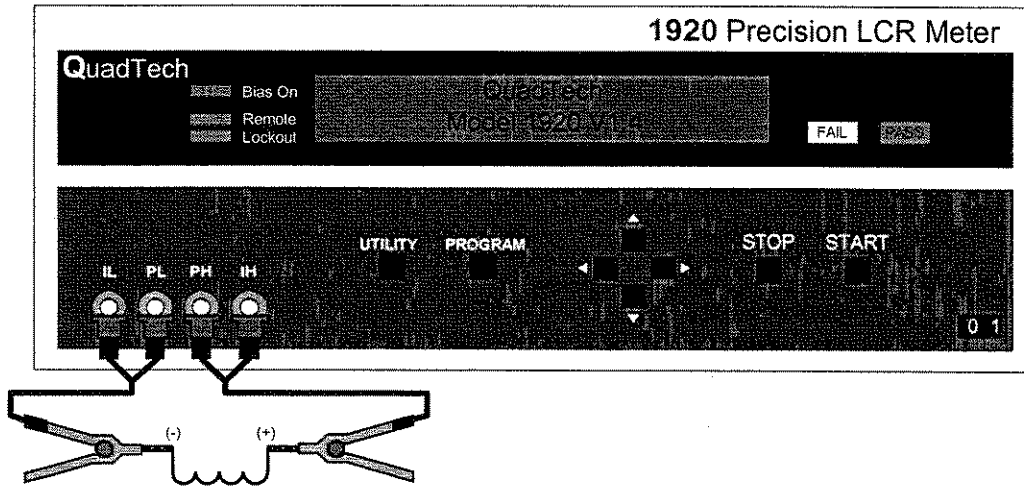 1920 Precision LCR Meter
QuadTech
Bias On
Remote
Lockout
QuadTech
Model 1920 V1.4
FAIL
PASS
UTILITY
PROGRAM
STOP
START
IL
PL
PH
IH
0 1
(-)
(+)